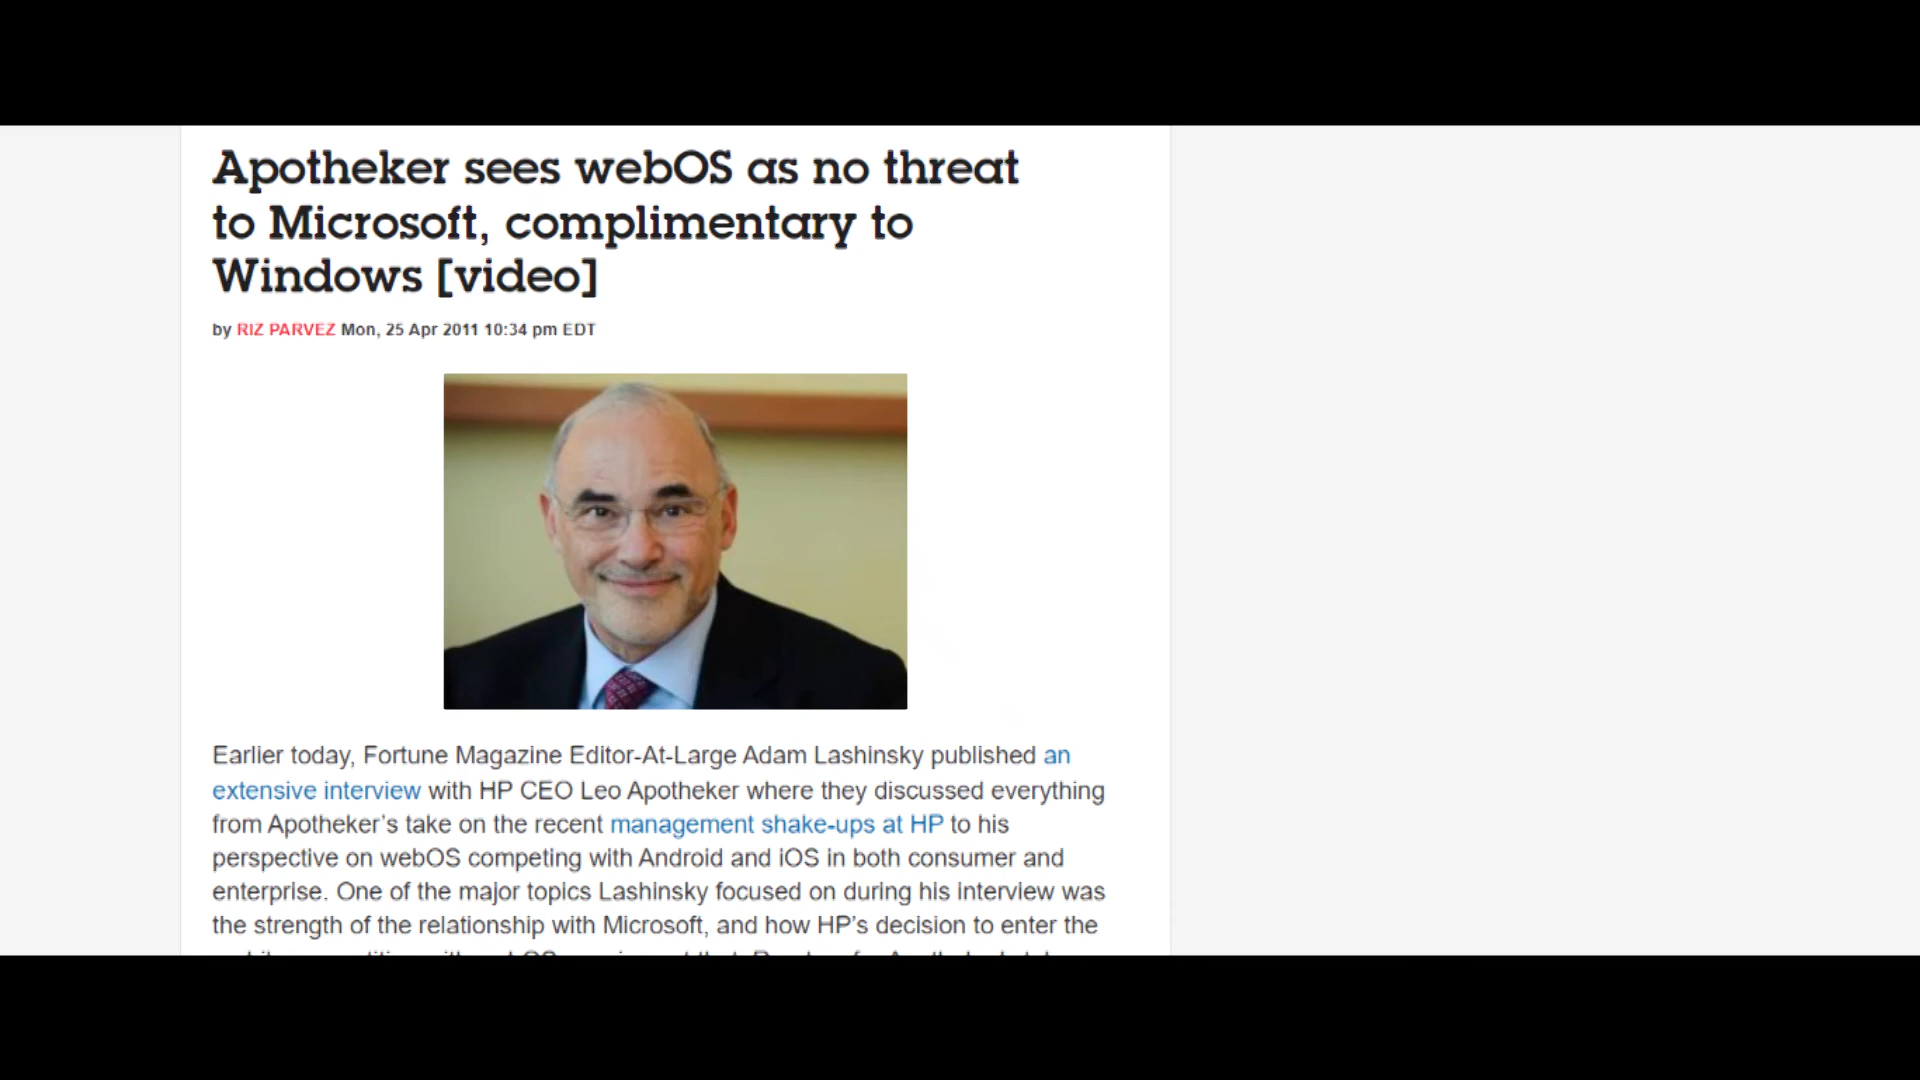 Apotheker sees webOS as no threat
to Microsoft, complimentary to
Windows [video]
by RIZ PARVEZ Mon, 25 Apr 2011 10:34 pm EDT
Earlier today, Fortune Magazine Editor-At-Large Adam Lashinsky published an
extensive interview with HP CEO Leo Apotheker where they discussed everything
from Apotheker’s take on the recent management shake-ups at HP to his
perspective on webOS competing with Android and iOS in both consumer and
enterprise. One of the major topics Lashinsky focused on during his interview was
the strength of the relationship with Microsoft, and how HP’s decision to enter the